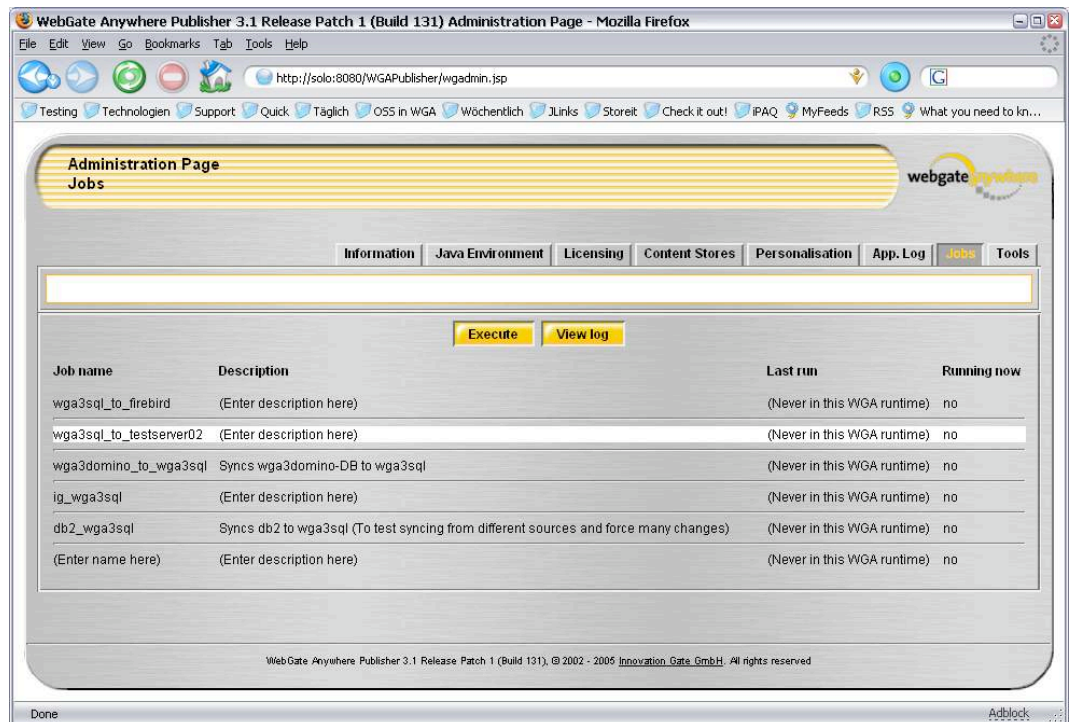 WebGate Anywhere Publisher 3.1 Release Patch 1 (Build 131) Administration Page - Mozilla Firefox
File Edit View Go Bookmarks Tab Tools Help
http://solo:8080/WGAPublisher/wgadmin.jsp
G
Testing Technologien Support Quick Täglich OSS in WGA Wöchentlich JLinks Storeit Check it out! iPAQ MyFeeds RSS What you need to kn...
Administration Page
Jobs
webgate anywhere
Information Java Environment Licensing Content Stores Personalisation App. Log Jobs Tools
Execute View log
Job name Description Last run Running now
wga3sql_to_firebird (Enter description here) (Never in this WGA runtime) no
wga3sql_to_testserver02 (Enter description here) (Never in this WGA runtime) no
wga3domino_to_wga3sql Syncs wga3domino-DB to wga3sql (Never in this WGA runtime) no
ig_wga3sql (Enter description here) (Never in this WGA runtime) no
db2_wga3sql Syncs db2 to wga3sql (To test syncing from different sources and force many changes) (Never in this WGA runtime) no
(Enter name here) (Enter description here) (Never in this WGA runtime) no
WebGate Anywhere Publisher 3.1 Release Patch 1 (Build 131), © 2002 - 2005 Innovation Gate GmbH. All rights reserved
Done Adblock